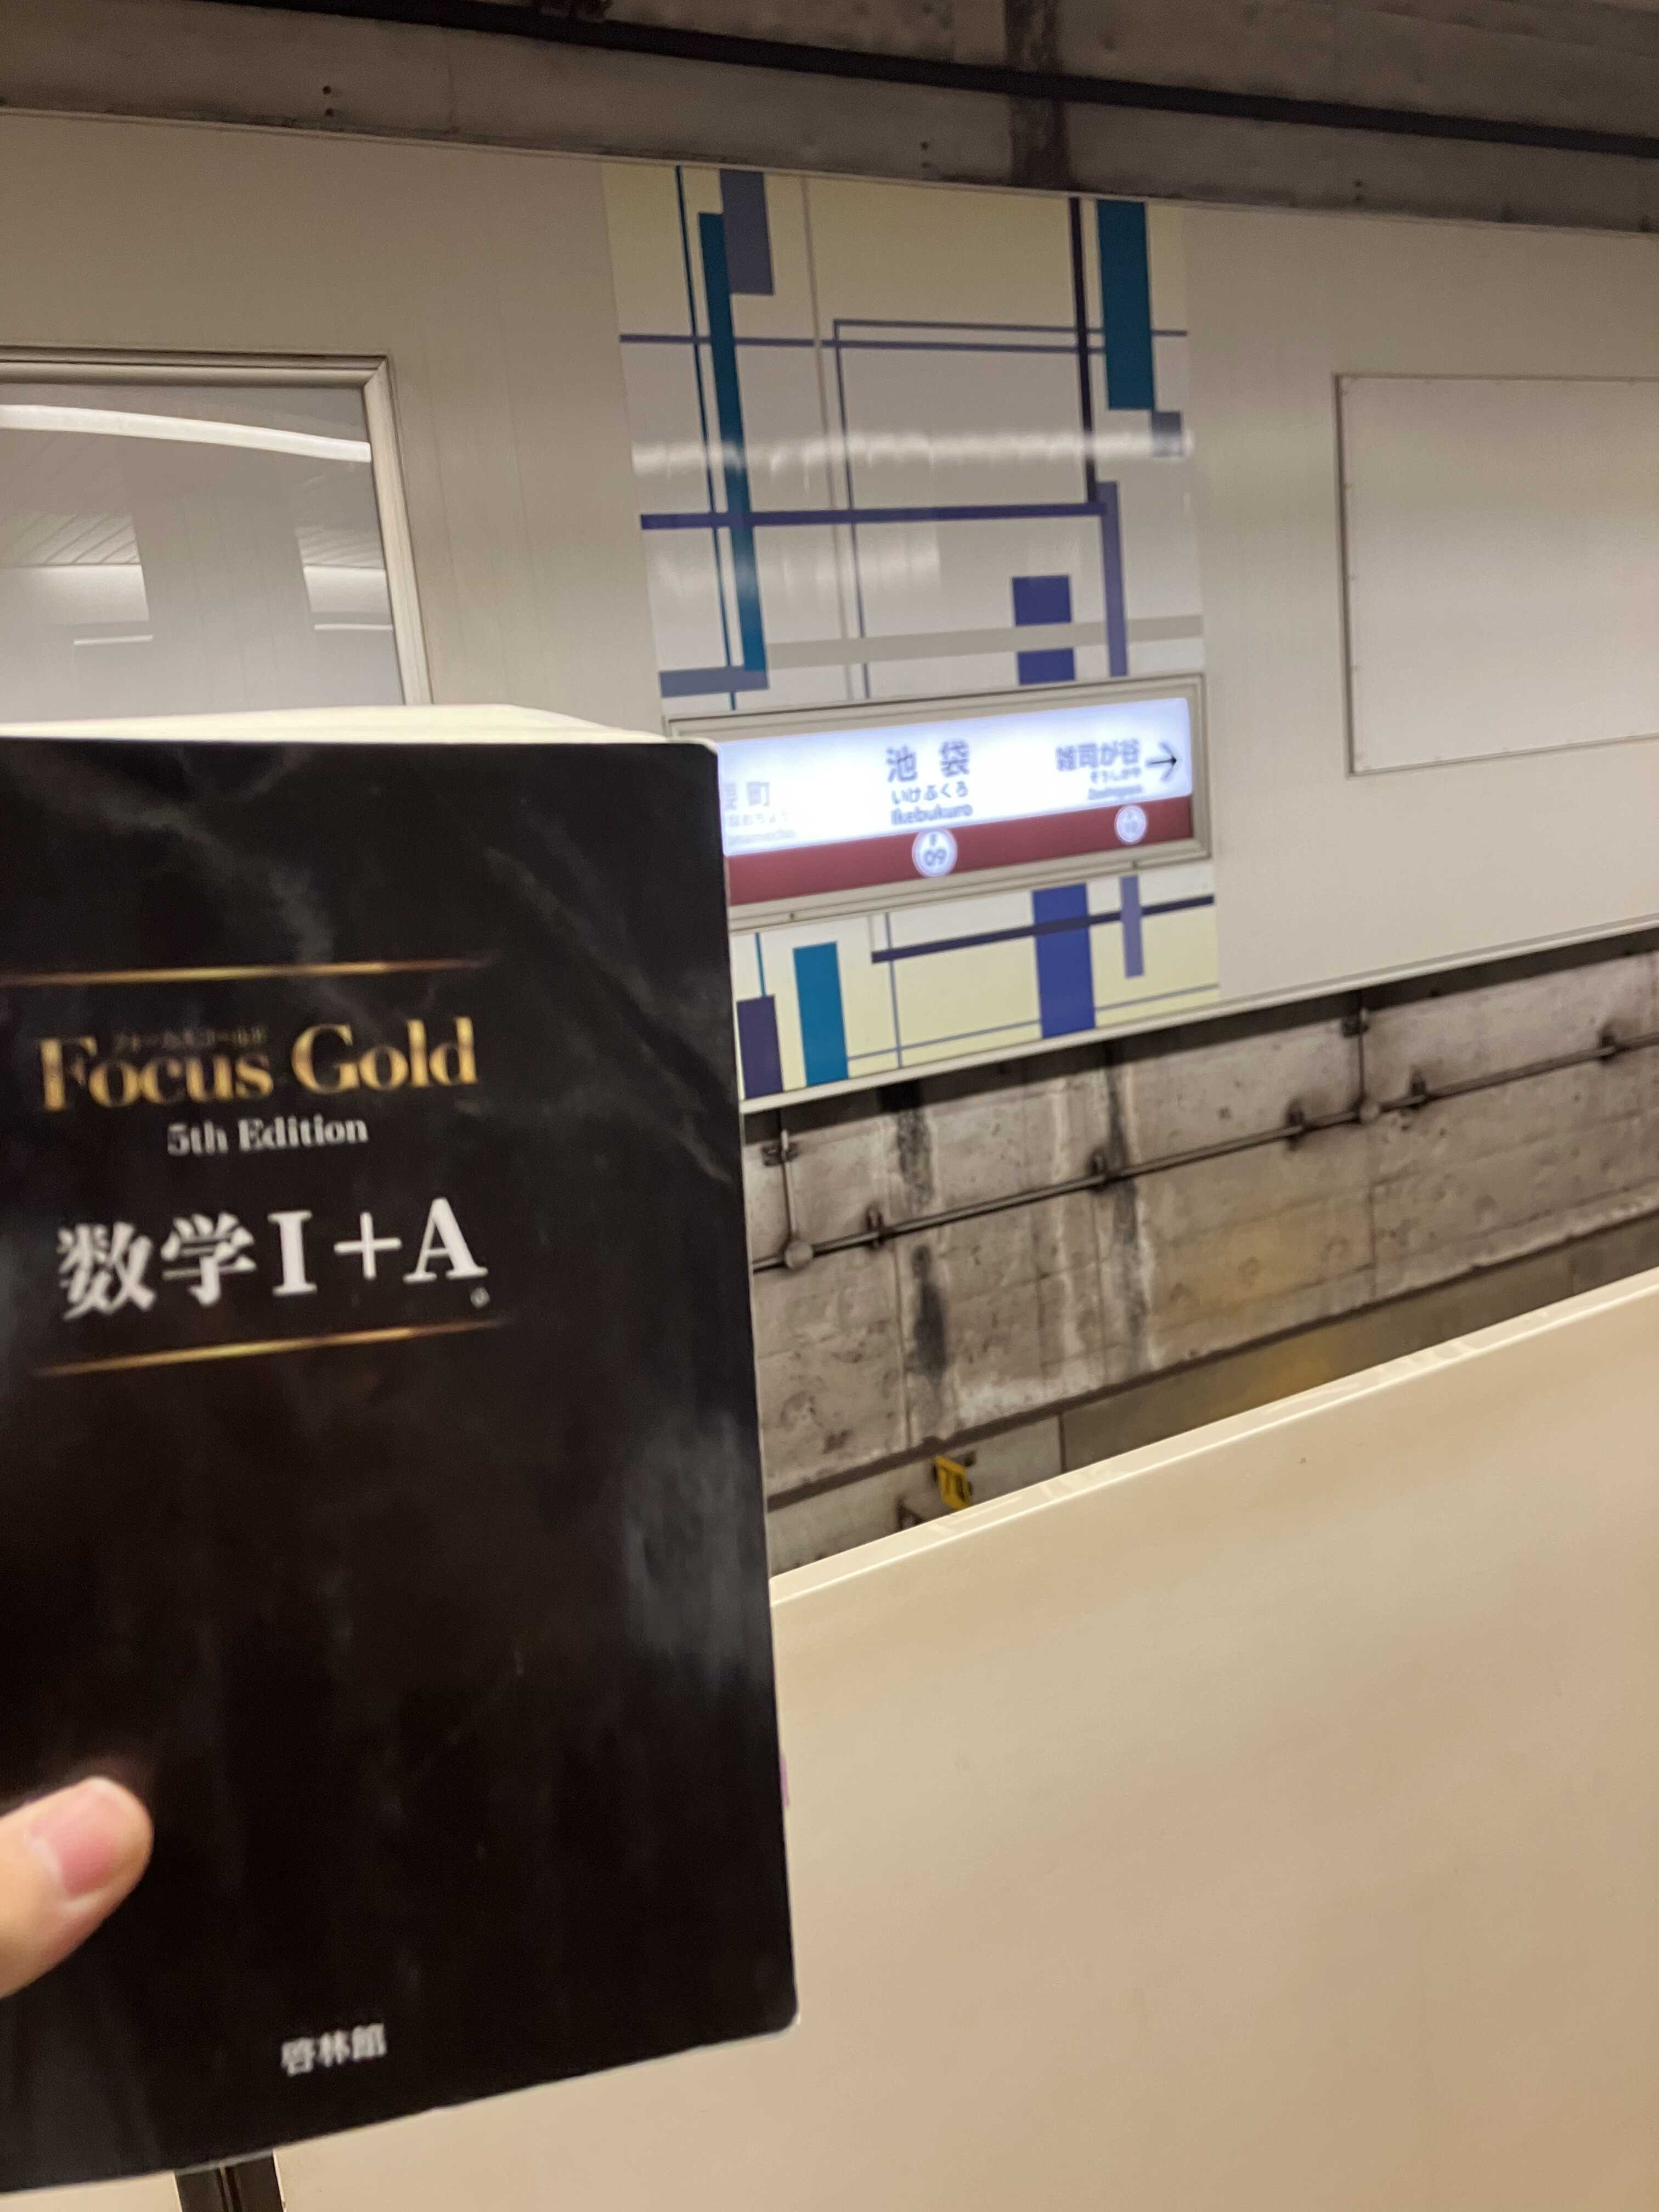 池袋
いけぶくろ
Ikebukuro
F
09
雑司が谷
ぞうしがや
Zoshigaya
町
フォーカスゴールド
Focus Gold
5th Edition
数学I+A
啓林館